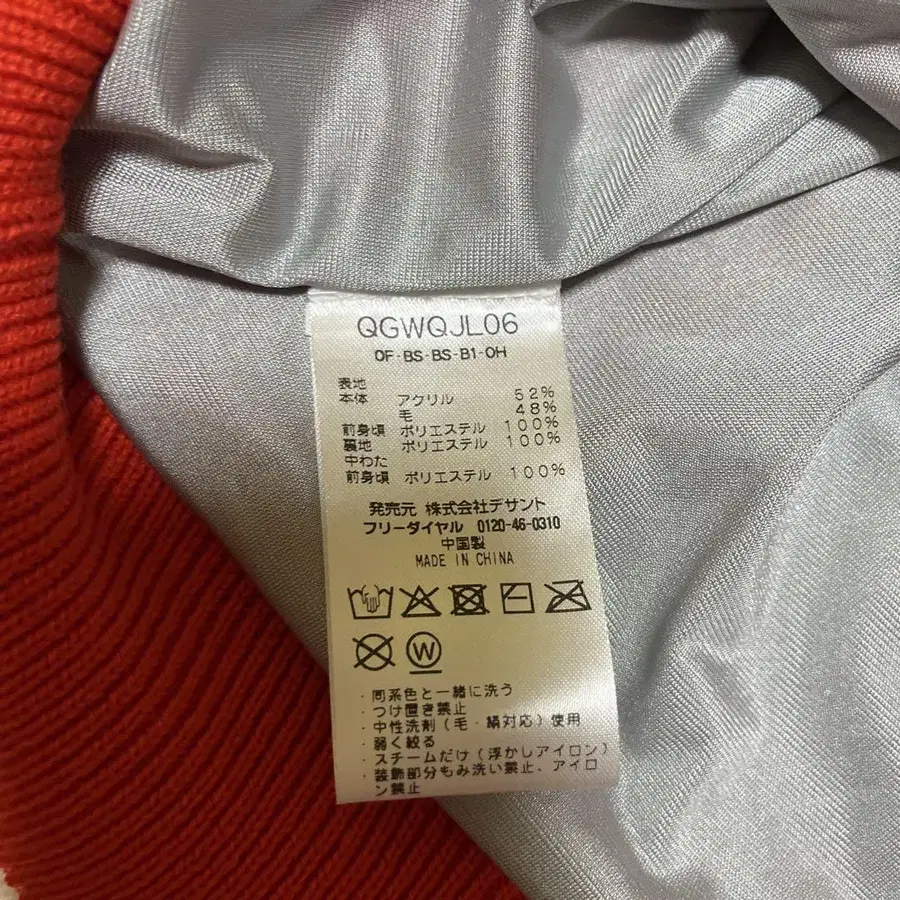 QGWQJL06
OF-BS-BS-B1-OH
表地
本体 アクリル 52%
毛 48%
前身頃 ポリエステル 100%
裏地 ポリエステル 100%
中わた
前身頃 ポリエステル 100%
発売元 株式会社デサント
フリーダイヤル 0120-46-0310
中国製
MADE IN CHINA
W
・同系色と一緒に洗う
・つけ置き禁止
・中性洗剤(毛・絹対応)使用
・弱く絞る
・スチームだけ(浮かしアイロン)
・装飾部分もみ洗い禁止、アイロ
ン禁止